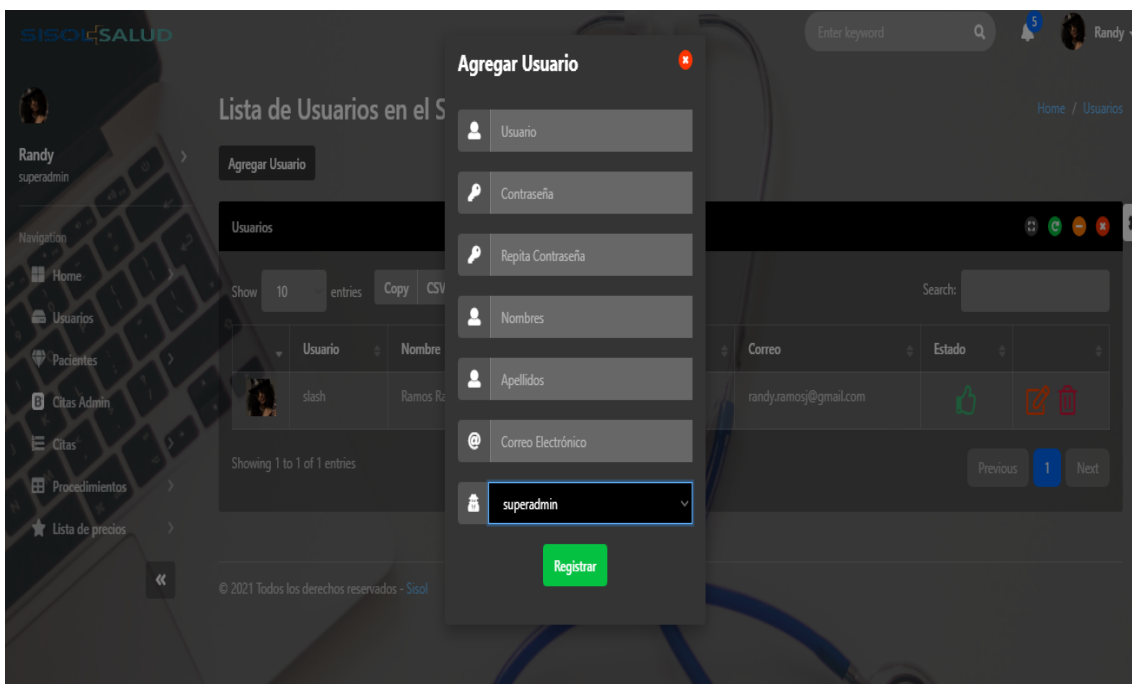 SISOL SALUD
Enter keyword
5
Randy
Agregar Usuario
Randy
superadmin
Lista de Usuarios en el S
Home / Usuarios
Agregar Usuario
Usuario
Contraseña
Repita Contraseña
Nombres
Apellidos
Correo Electrónico
superadmin
Registrar
Navigation
Home
Usuarios
Pacientes
Citas Admin
Citas
Procedimientos
Lista de precios
Usuarios
Show 10 entries
Copy CSV
Search:
Usuario Nombre Correo Estado
slash Ramos Ra randy.ramosj@gmail.com
Showing 1 to 1 of 1 entries
Previous 1 Next
© 2021 Todos los derechos reservados - Sisol